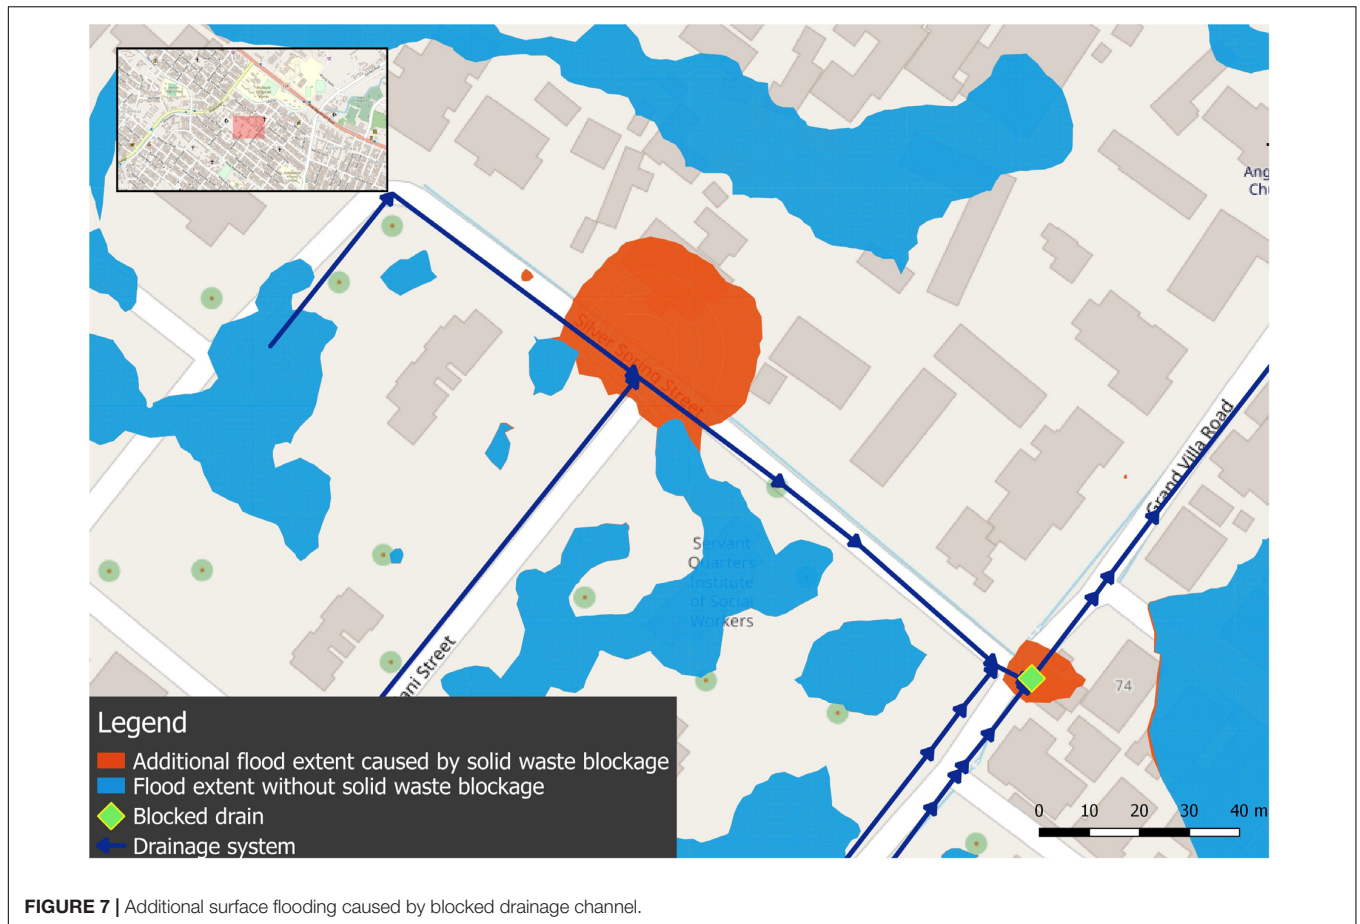 Ang
Chu
Silver Spring Street
Grand Villa Road
Servant
Quarters
Institute
of Social
Workers
ani Street
74
Legend
Additional flood extent caused by solid waste blockage
Flood extent without solid waste blockage
Blocked drain
Drainage system
0 10 20 30 40 m
FIGURE 7 | Additional surface flooding caused by blocked drainage channel.